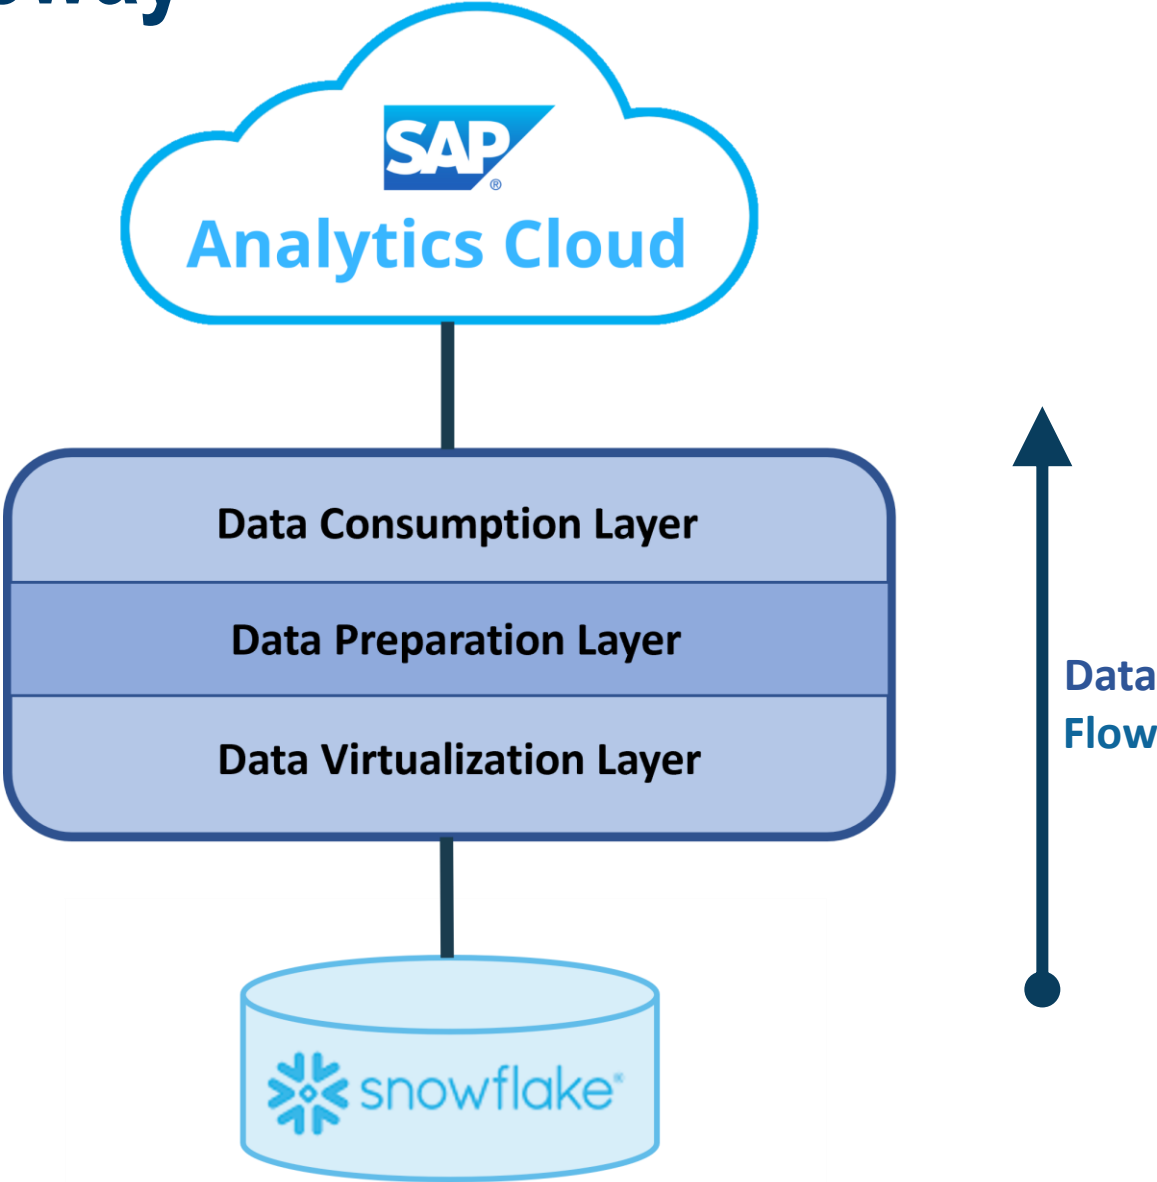 SAP
®
Analytics Cloud
Data Consumption Layer
Data Preparation Layer
Data Virtualization Layer
Data
Flow
snowflake®